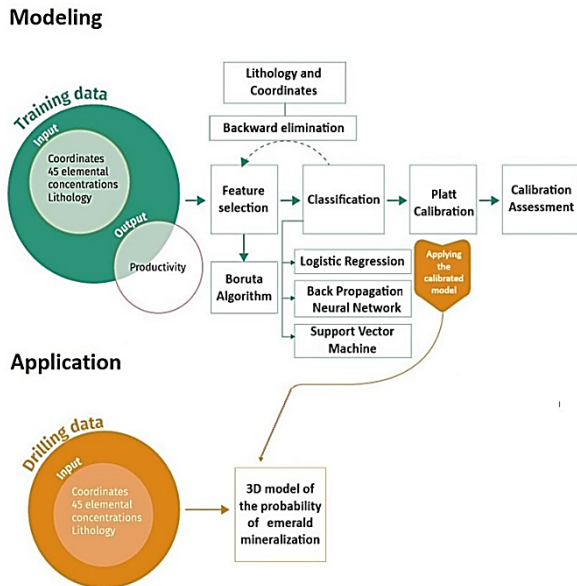 Modeling
Training data
Input
Coordinates
45 elemental
concentrations
Lithology
Output
Productivity
Lithology and
Coordinates
Backward elimination
Feature
selection
Classification
Platt
Calibration
Calibration
Assessment
Boruta
Algorithm
Logistic Regression
Back Propagation
Neural Network
Support Vector
Machine
Applying
the
calibrated
model
Application
Drilling data
Input
Coordinates
45 elemental
concentrations
Lithology
3D model of
the probability
of emerald
mineralization